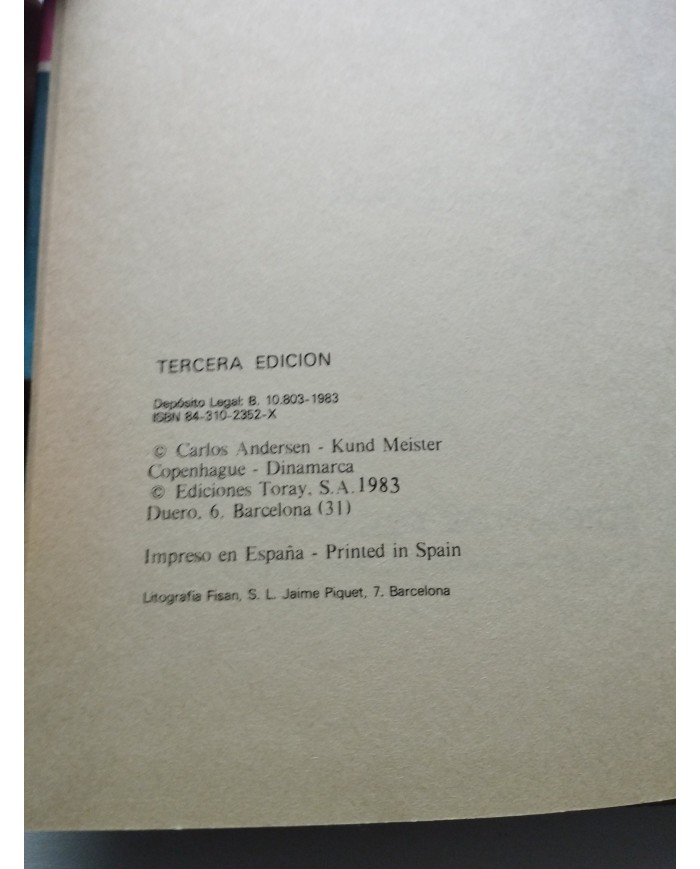 TERCERA EDICION
Depósito Legal: B. 10.803-1983
ISBN 84-310-2352-X
© Carlos Andersen - Kund Meister
Copenhague - Dinamarca
© Ediciones Toray, S.A. 1983
Duero, 6. Barcelona (31)
Impreso en España - Printed in Spain
Litografía Fisan, S. L. Jaime Piquet, 7. Barcelona